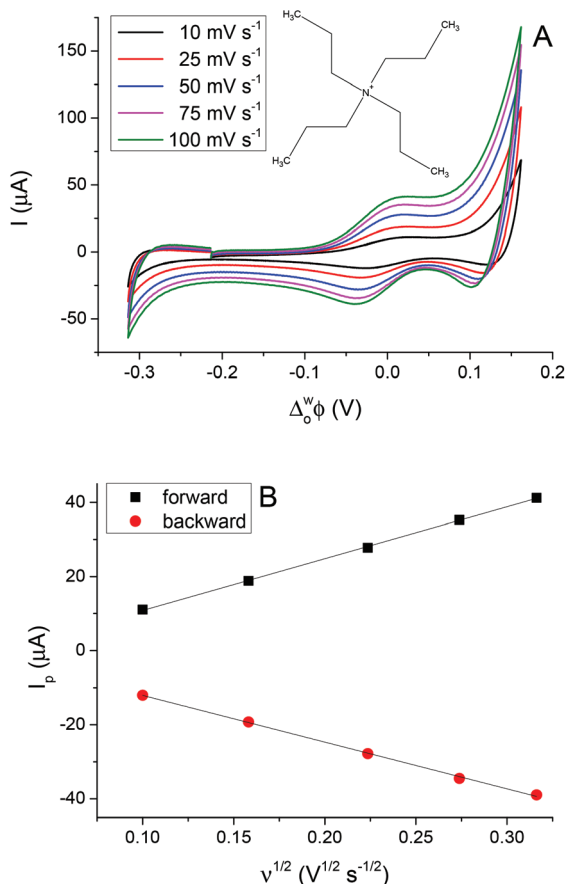 A
10 mV s⁻¹
25 mV s⁻¹
50 mV s⁻¹
75 mV s⁻¹
100 mV s⁻¹
H₃C
CH₃
N⁺
H₃C
CH₃
150
100
50
0
-50
I (μA)
-0.3 -0.2 -0.1 0.0 0.1 0.2
Δ₀ʷϕ (V)
B
forward
backward
40
20
0
-20
-40
Iₚ (μA)
0.10 0.15 0.20 0.25 0.30
ν¹/² (V¹/² s⁻¹/²)